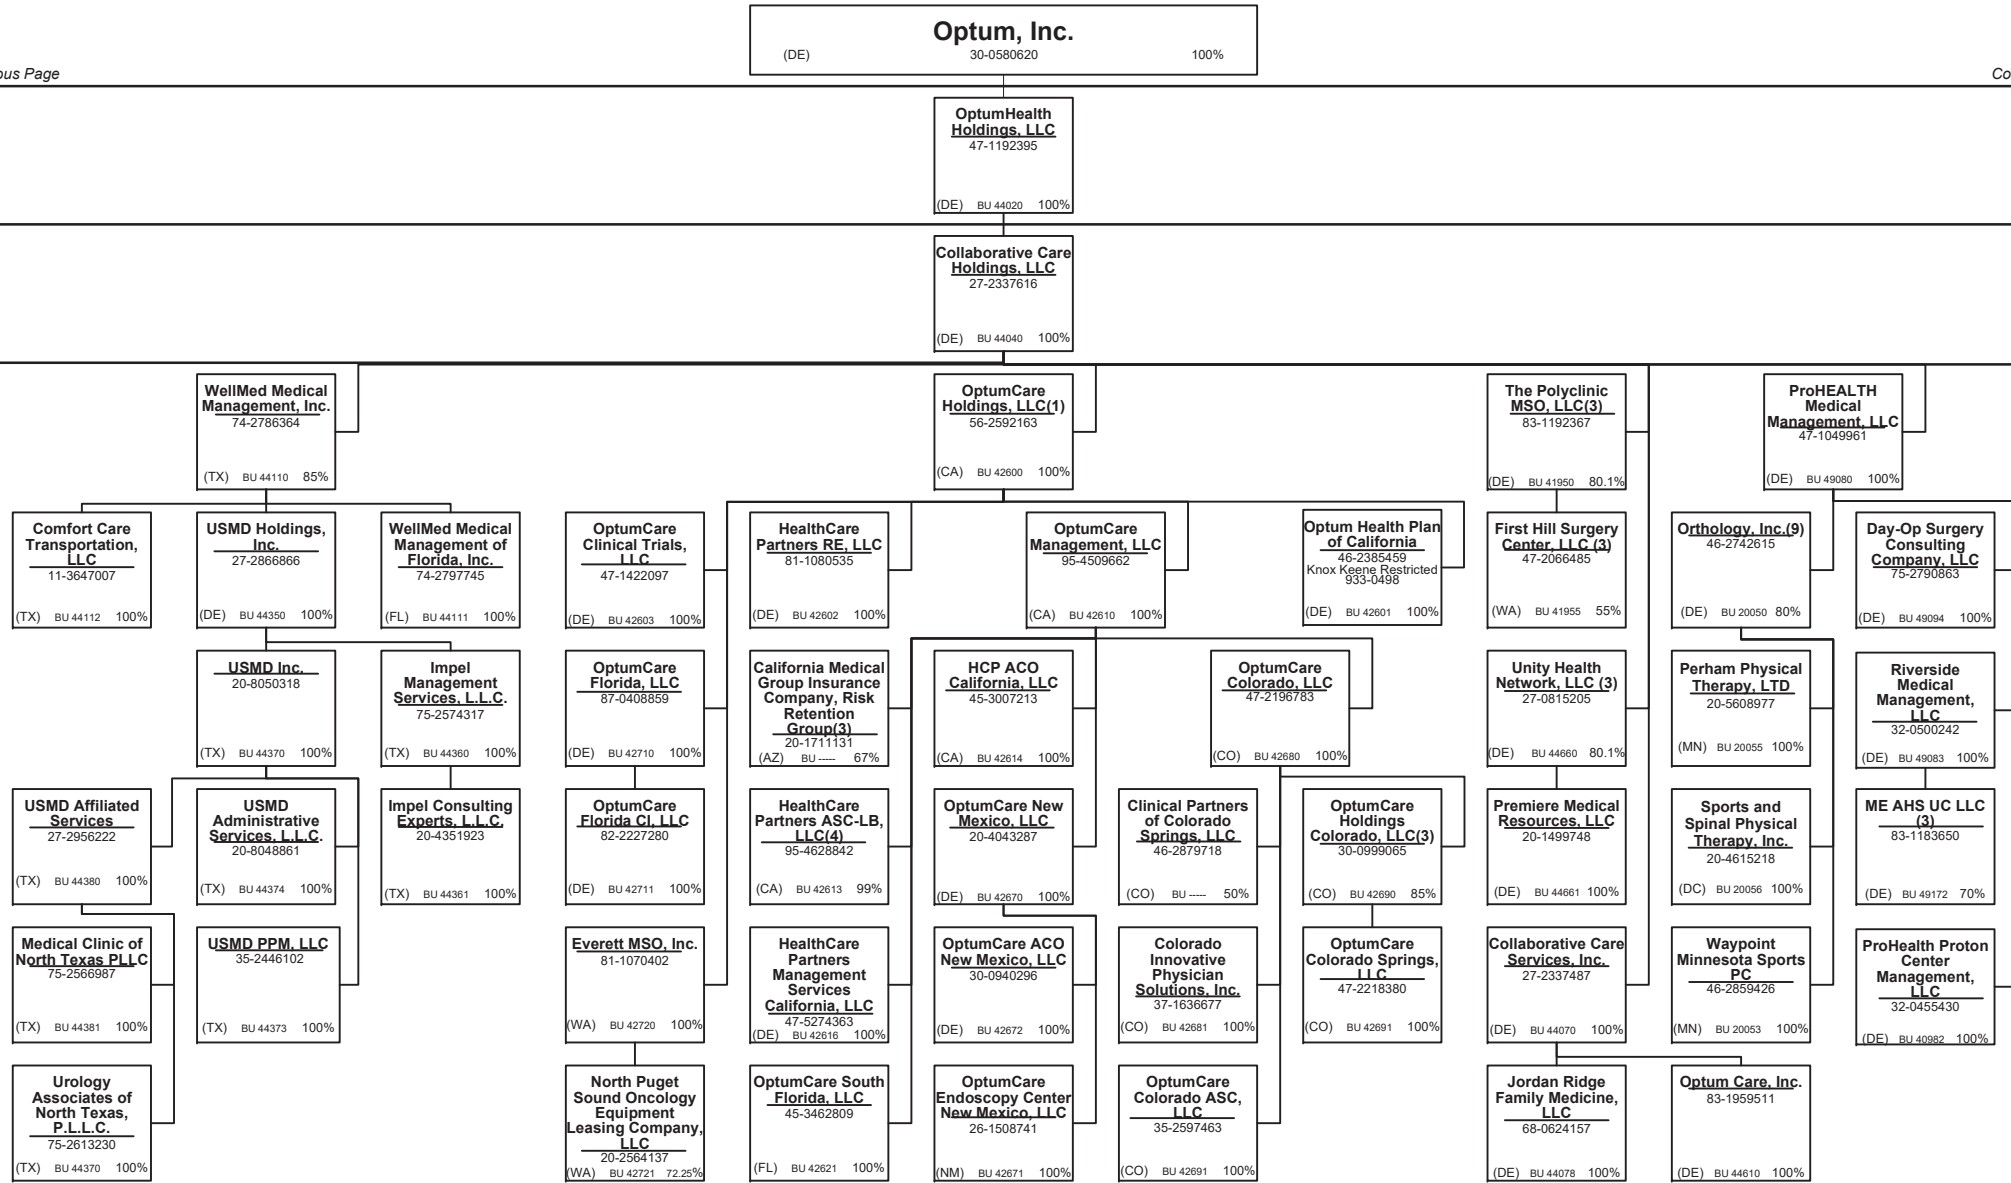 Optum, Inc.
(DE) 30-0580620 100%
ous Page
Co
OptumHealth
Holdings, LLC
47-1192395
(DE) BU 44020 100%
Collaborative Care
Holdings, LLC
27-2337616
(DE) BU 44040 100%
WellMed Medical
Management, Inc.
74-2786364
(TX) BU 44110 85%
OptumCare
Holdings, LLC(1)
56-2592163
(CA) BU 42600 100%
The Polyclinic
MSO, LLC(3)
83-1192367
(DE) BU 41950 80.1%
ProHEALTH
Medical
Management, LLC
47-1049961
(DE) BU 49080 100%
Comfort Care
Transportation,
LLC
11-3647007
(TX) BU 44112 100%
USMD Holdings,
Inc.
27-2866866
(DE) BU 44350 100%
WellMed Medical
Management of
Florida, Inc.
74-2797745
(FL) BU 44111 100%
OptumCare
Clinical Trials,
LLC
47-1422097
(DE) BU 42603 100%
HealthCare
Partners RE, LLC
81-1080535
(DE) BU 42602 100%
OptumCare
Management, LLC
95-4509662
(CA) BU 42610 100%
Optum Health Plan
of California
46-2385459
Knox Keene Restricted
933-0498
(DE) BU 42601 100%
First Hill Surgery
Center, LLC (3)
47-2066485
(WA) BU 41955 55%
Orthology, Inc.(9)
46-2742615
(DE) BU 20050 80%
Day-Op Surgery
Consulting
Company, LLC
75-2790863
(DE) BU 49094 100%
USMD Inc.
20-8050318
(TX) BU 44370 100%
Impel
Management
Services, L.L.C.
75-2574317
(TX) BU 44360 100%
OptumCare
Florida, LLC
87-0408859
(DE) BU 42710 100%
California Medical
Group Insurance
Company, Risk
Retention
Group(3)
20-1711131
(AZ) BU ----- 67%
HCP ACO
California, LLC
45-3007213
(CA) BU 42614 100%
OptumCare
Colorado, LLC
47-2196783
(CO) BU 42680 100%
Unity Health
Network, LLC (3)
27-0815205
(DE) BU 44660 80.1%
Perham Physical
Therapy, LTD
20-5608977
(MN) BU 20055 100%
Riverside
Medical
Management,
LLC
32-0500242
(DE) BU 49083 100%
USMD Affiliated
Services
27-2956222
(TX) BU 44380 100%
USMD
Administrative
Services, L.L.C.
20-8048861
(TX) BU 44374 100%
Impel Consulting
Experts, L.L.C.
20-4351923
(TX) BU 44361 100%
OptumCare
Florida CI, LLC
82-2227280
(DE) BU 42711 100%
HealthCare
Partners ASC-LB,
LLC(4)
95-4628842
(CA) BU 42613 99%
OptumCare New
Mexico, LLC
20-4043287
(DE) BU 42670 100%
Clinical Partners
of Colorado
Springs, LLC
46-2879718
(CO) BU ----- 50%
OptumCare
Holdings
Colorado, LLC(3)
30-0999065
(CO) BU 42690 85%
Premiere Medical
Resources, LLC
20-1499748
(DE) BU 44661 100%
Sports and
Spinal Physical
Therapy, Inc.
20-4615218
(DC) BU 20056 100%
ME AHS UC LLC
(3)
83-1183650
(DE) BU 49172 70%
Medical Clinic of
North Texas PLLC
75-2566987
(TX) BU 44381 100%
USMD PPM, LLC
35-2446102
(TX) BU 44373 100%
Everett MSO, Inc.
81-1070402
(WA) BU 42720 100%
HealthCare
Partners
Management
Services
California, LLC
47-5274363
(DE) BU 42616 100%
OptumCare ACO
New Mexico, LLC
30-0940296
(DE) BU 42672 100%
Colorado
Innovative
Physician
Solutions, Inc.
37-1636677
(CO) BU 42681 100%
OptumCare
Colorado Springs,
LLC
47-2218380
(CO) BU 42691 100%
Collaborative Care
Services, Inc.
27-2337487
(DE) BU 44070 100%
Waypoint
Minnesota Sports
PC
46-2859426
(MN) BU 20053 100%
ProHealth Proton
Center
Management,
LLC
32-0455430
(DE) BU 40982 100%
Urology
Associates of
North Texas,
P.L.L.C.
75-2613230
(TX) BU 44370 100%
North Puget
Sound Oncology
Equipment
Leasing Company,
LLC
20-2564137
(WA) BU 42721 72.25%
OptumCare South
Florida, LLC
45-3462809
(FL) BU 42621 100%
OptumCare
Endoscopy Center
New Mexico, LLC
26-1508741
(NM) BU 42671 100%
OptumCare
Colorado ASC,
LLC
35-2597463
(CO) BU 42691 100%
Jordan Ridge
Family Medicine,
LLC
68-0624157
(DE) BU 44078 100%
Optum Care, Inc.
83-1959511
(DE) BU 44610 100%